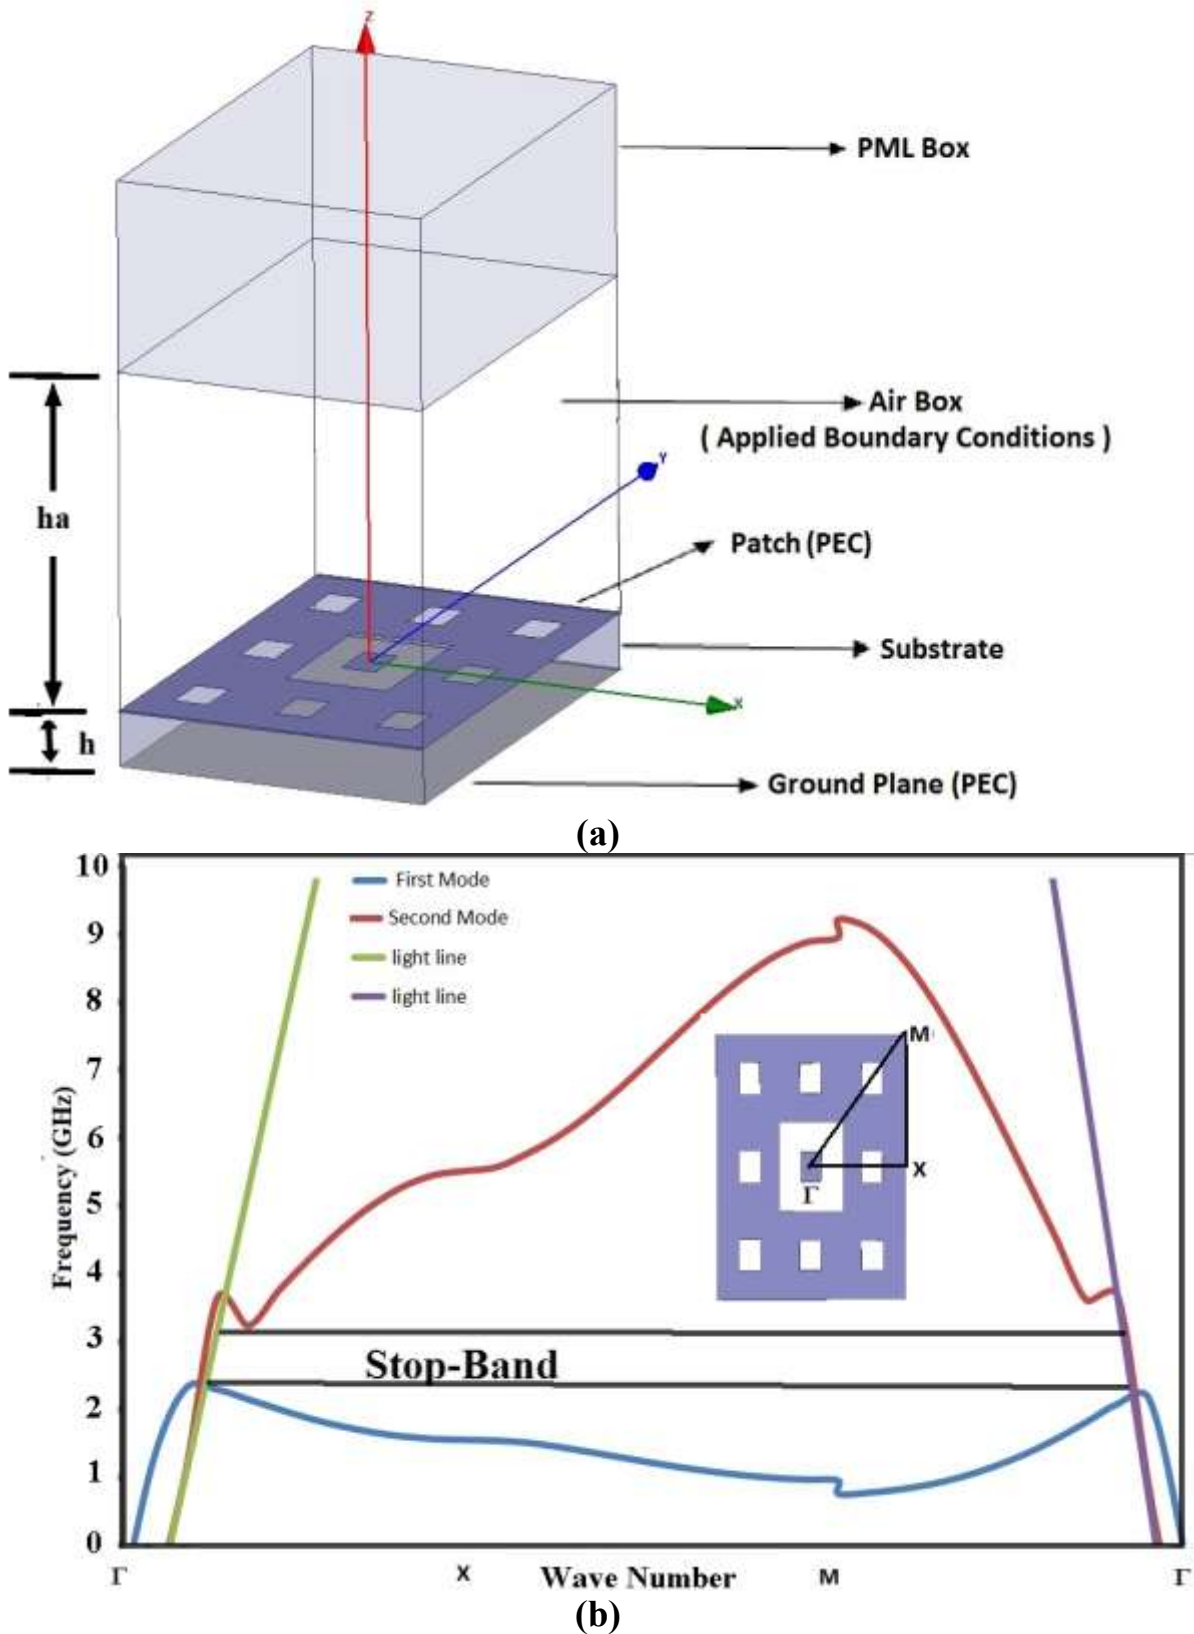 Z
PML Box
Air Box
( Applied Boundary Conditions )
Y
ha
Patch (PEC)
Substrate
X
h
Ground Plane (PEC)
(a)
10
9
8
7
6
5
4
3
2
1
0
Frequency (GHz)
First Mode
Second Mode
light line
light line
M
X
Γ
Stop-Band
Γ
X
Wave Number
M
Γ
(b)